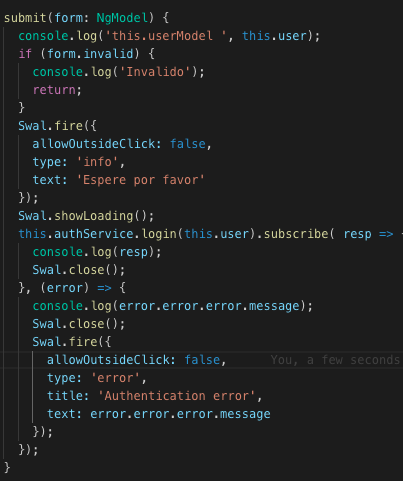 submit(form: NgModel) {
console.log('this.userModel ', this.user);
if (form.invalid) {
console.log('Invalido');
return;
}
Swal.fire({
allowOutsideClick: false,
type: 'info',
text: 'Espere por favor'
});
Swal.showLoading();
this.authService.login(this.user).subscribe( resp =>
console.log(resp);
Swal.close();
}, (error) => {
console.log(error.error.error.message);
Swal.close();
Swal.fire({
allowOutsideClick: false, You, a few seconds
type: 'error',
title: 'Authentication error',
text: error.error.error.message
});
});
}